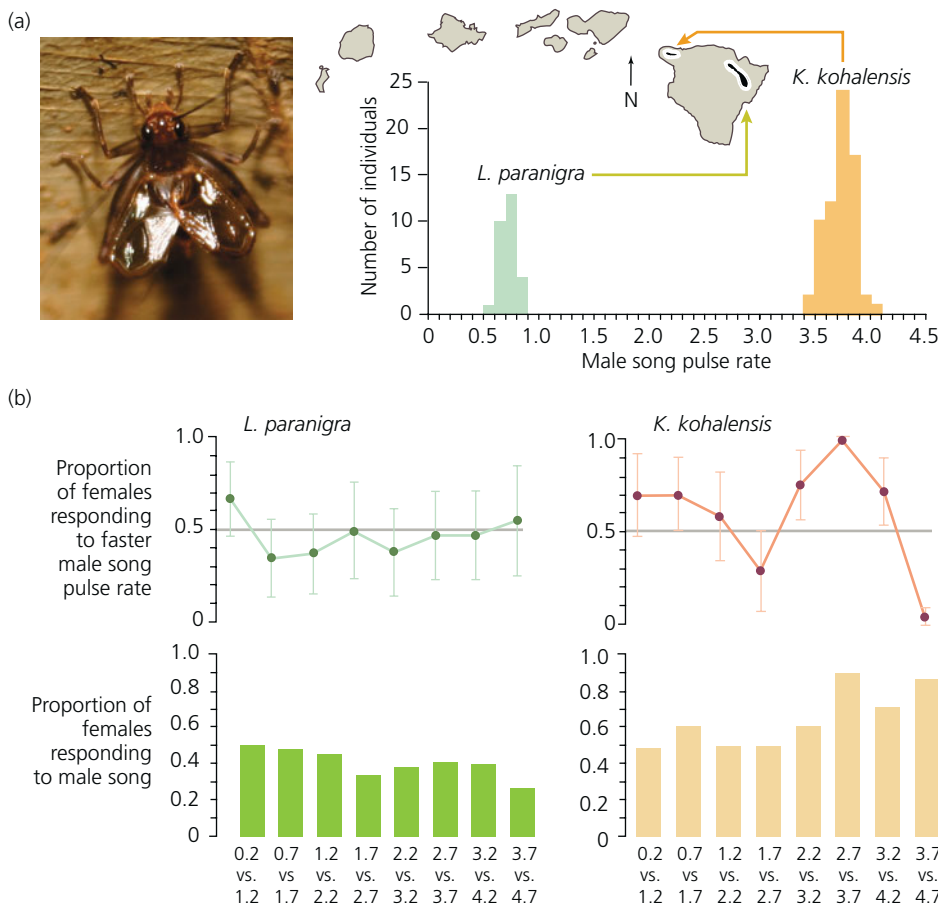 (a)
N
K. kohalensis
L. paranigra
Number of individuals
25
20
15
10
5
0
0 0.5 1.0 1.5 2.0 2.5 3.0 3.5 4.0 4.5
Male song pulse rate
(b)
L. paranigra
K. kohalensis
Proportion
of females
responding
to faster
male song
pulse rate
1.0
0.5
0
1.0
0.5
0
Proportion of
females
responding
to male song
1.0
0.8
0.6
0.4
0.2
0
1.0
0.8
0.6
0.4
0.2
0
0.2 0.7 1.2 1.7 2.2 2.7 3.2 3.7
vs. vs. vs. vs. vs. vs. vs. vs.
1.2 1.7 2.2 2.7 3.2 3.7 4.2 4.7
0.2 0.7 1.2 1.7 2.2 2.7 3.2 3.7
vs. vs. vs. vs. vs. vs. vs. vs.
1.2 1.7 2.2 2.7 3.2 3.7 4.2 4.7